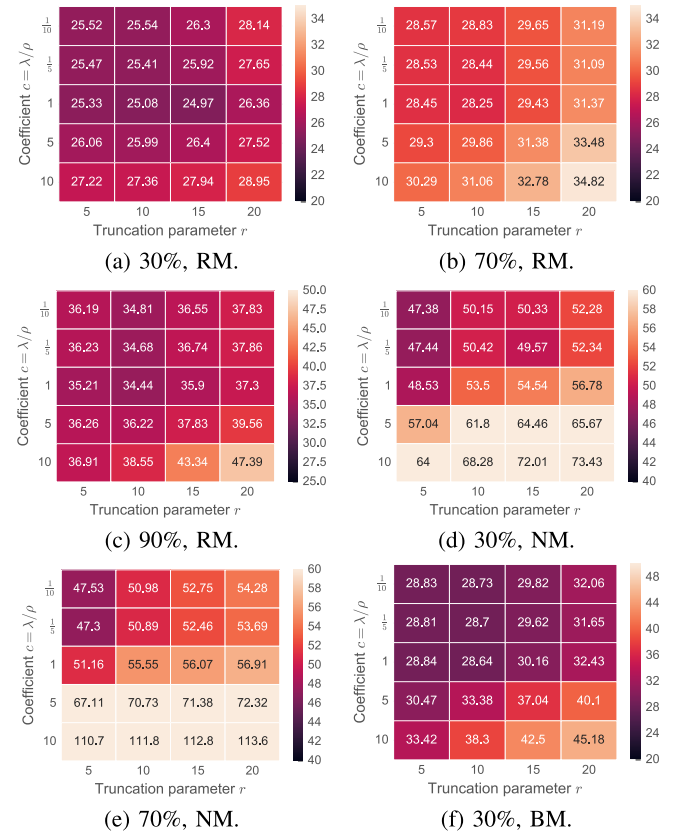 Coefficient c = λ/ρ
1/10 25.52 25.54 26.3 28.14
1/5 25.47 25.41 25.92 27.65
1 25.33 25.08 24.97 26.36
5 26.06 25.99 26.4 27.52
10 27.22 27.36 27.94 28.95
5 10 15 20
Truncation parameter r
34
32
30
28
26
24
22
20
(a) 30%, RM.
Coefficient c = λ/ρ
1/10 28.57 28.83 29.65 31.19
1/5 28.53 28.44 29.56 31.09
1 28.45 28.25 29.43 31.37
5 29.3 29.86 31.38 33.48
10 30.29 31.06 32.78 34.82
5 10 15 20
Truncation parameter r
34
32
30
28
26
24
22
20
(b) 70%, RM.
Coefficient c = λ/ρ
1/10 36.19 34.81 36.55 37.83
1/5 36.23 34.68 36.74 37.86
1 35.21 34.44 35.9 37.3
5 36.26 36.22 37.83 39.56
10 36.91 38.55 43.34 47.39
5 10 15 20
Truncation parameter r
50.0
47.5
45.0
42.5
40.0
37.5
35.0
32.5
30.0
27.5
25.0
(c) 90%, RM.
Coefficient c = λ/ρ
1/10 47.38 50.15 50.33 52.28
1/5 47.44 50.42 49.57 52.34
1 48.53 53.5 54.54 56.78
5 57.04 61.8 64.46 65.67
10 64 68.28 72.01 73.43
5 10 15 20
Truncation parameter r
60
58
56
54
52
50
48
46
44
42
40
(d) 30%, NM.
Coefficient c = λ/ρ
1/10 47.53 50.98 52.75 54.28
1/5 47.3 50.89 52.46 53.69
1 51.16 55.55 56.07 56.91
5 67.11 70.73 71.38 72.32
10 110.7 111.8 112.8 113.6
5 10 15 20
Truncation parameter r
60
58
56
54
52
50
48
46
44
42
40
(e) 70%, NM.
Coefficient c = λ/ρ
1/10 28.83 28.73 29.82 32.06
1/5 28.81 28.7 29.62 31.65
1 28.84 28.64 30.16 32.43
5 30.47 33.38 37.04 40.1
10 33.42 38.3 42.5 45.18
5 10 15 20
Truncation parameter r
48
44
40
36
32
28
24
20
(f) 30%, BM.